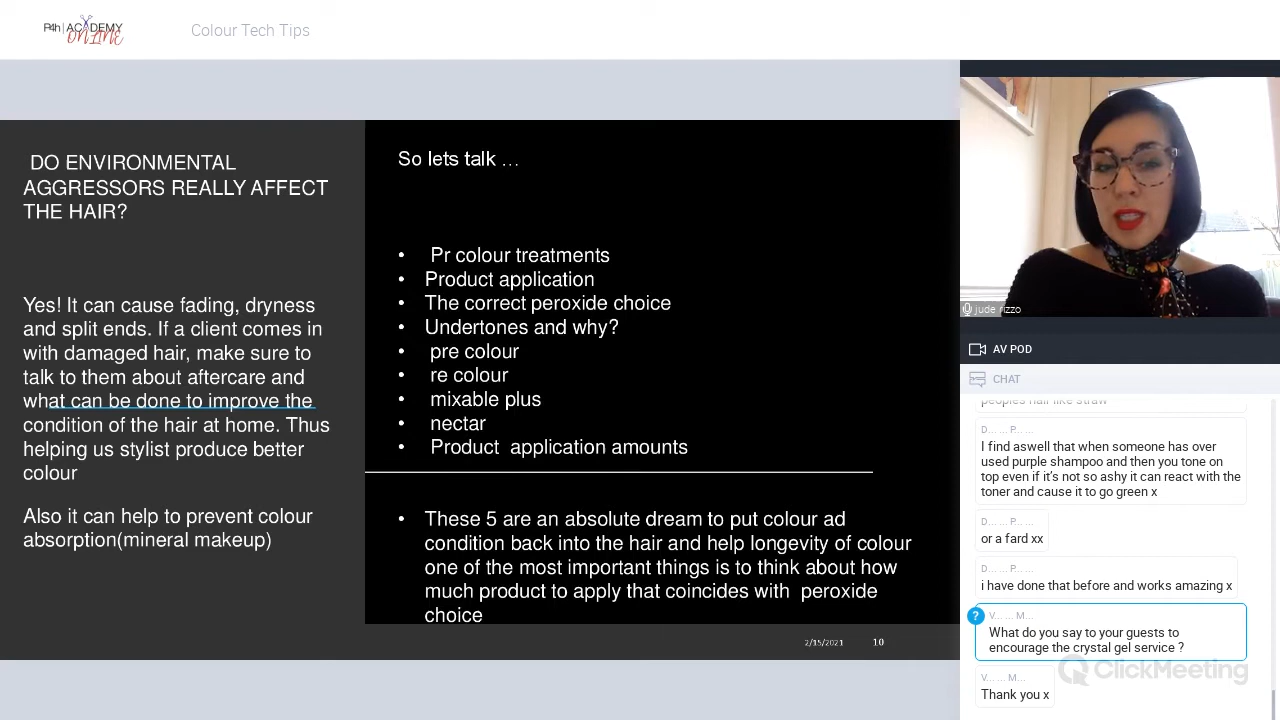 P4h | ACADEMY
ONLINE
Colour Tech Tips
DO ENVIRONMENTAL
AGGRESSORS REALLY AFFECT
THE HAIR?
Yes! It can cause fading, dryness
and split ends. If a client comes in
with damaged hair, make sure to
talk to them about aftercare and
what can be done to improve the
condition of the hair at home. Thus
helping us stylist produce better
colour
Also it can help to prevent colour
absorption(mineral makeup)
So lets talk …
• Pr colour treatments
• Product application
• The correct peroxide choice
• Undertones and why?
• pre colour
• re colour
• mixable plus
• nectar
• Product application amounts
• These 5 are an absolute dream to put colour ad
condition back into the hair and help longevity of colour
one of the most important things is to think about how
much product to apply that coincides with peroxide
choice
2/15/2021 10
jude rizzo
AV POD
CHAT
peoples hair like straw
D... ... P... ...
I find aswell that when someone has over
used purple shampoo and then you tone on
top even if it's not so ashy it can react with the
toner and cause it to go green x
D... ... P... ...
or a fard xx
D... ... P... ...
i have done that before and works amazing x
?
V... ... M...
What do you say to your guests to
encourage the crystal gel service ?
ClickMeeting
V... ... M...
Thank you x